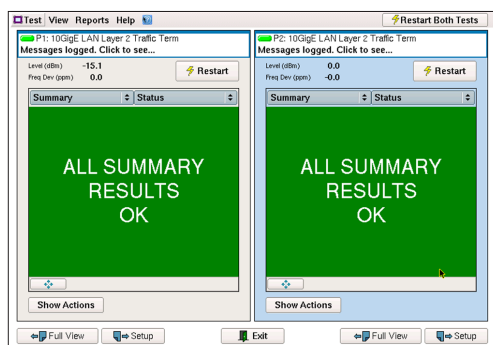 Test View Reports Help Restart Both Tests
P1: 10GigE LAN Layer 2 Traffic Term
Messages logged. Click to see...
Level (dBm) -15.1
Freq Dev (ppm) 0.0
Restart
Summary Status
ALL SUMMARY
RESULTS
OK
Show Actions
P2: 10GigE LAN Layer 2 Traffic Term
Messages logged. Click to see...
Level (dBm) 0.0
Freq Dev (ppm) -0.0
Restart
Summary Status
ALL SUMMARY
RESULTS
OK
Show Actions
Full View Setup Exit Full View Setup